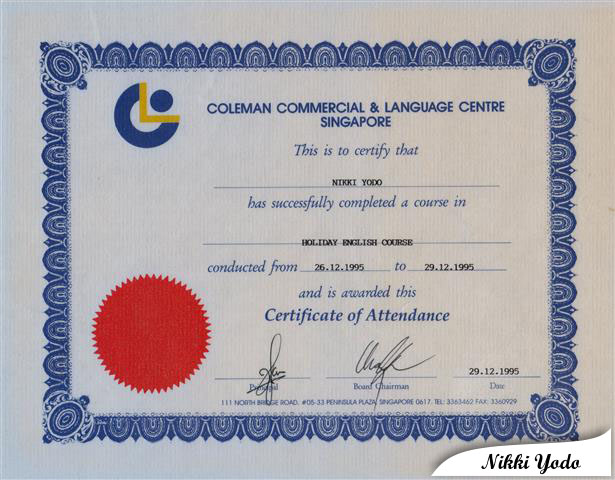 COLEMAN COMMERCIAL & LANGUAGE CENTRE
SINGAPORE
This is to certify that
NIKKI YODO
has successfully completed a course in
HOLIDAY ENGLISH COURSE
conducted from 26.12.1995 to 29.12.1995
and is awarded this
Certificate of Attendance
29.12.1995
Principal Board Chairman Date
111 NORTH BRIDGE ROAD, #05-33 PENINSULA PLAZA, SINGAPORE 0617. TEL: 3363462 FAX: 3360929
Nikki Yodo